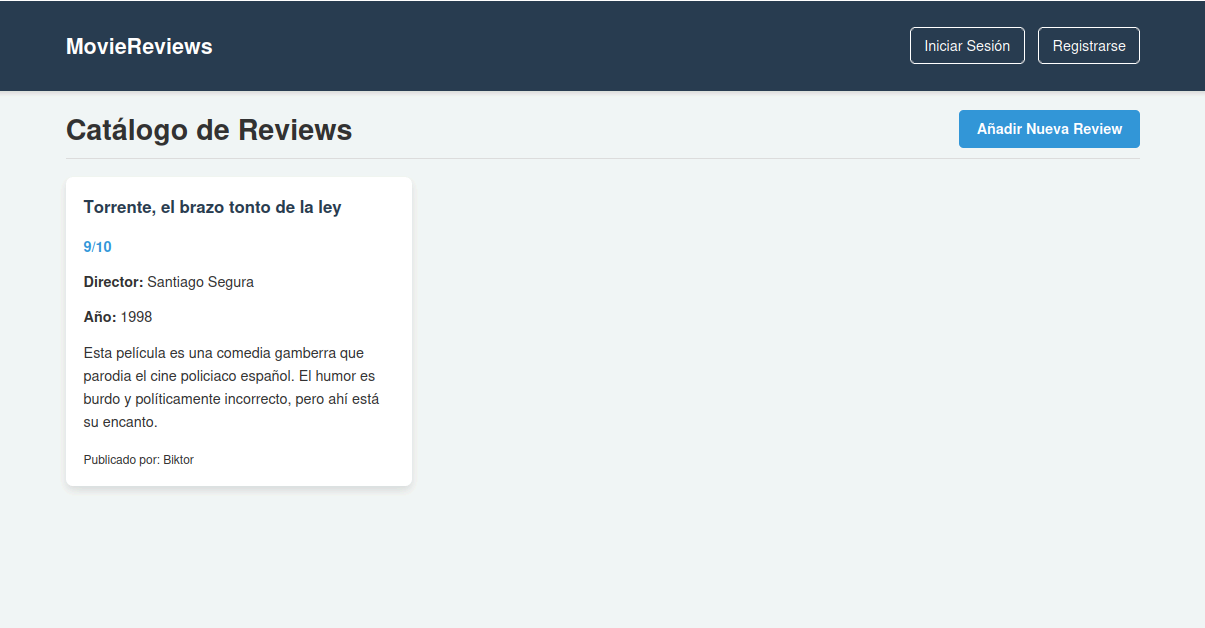 MovieReviews
Iniciar Sesión
Registrarse
Catálogo de Reviews
Añadir Nueva Review
Torrente, el brazo tonto de la ley
9/10
Director: Santiago Segura
Año: 1998
Esta película es una comedia gamberra que
parodia el cine policiaco español. El humor es
burdo y políticamente incorrecto, pero ahí está
su encanto.
Publicado por: Biktor